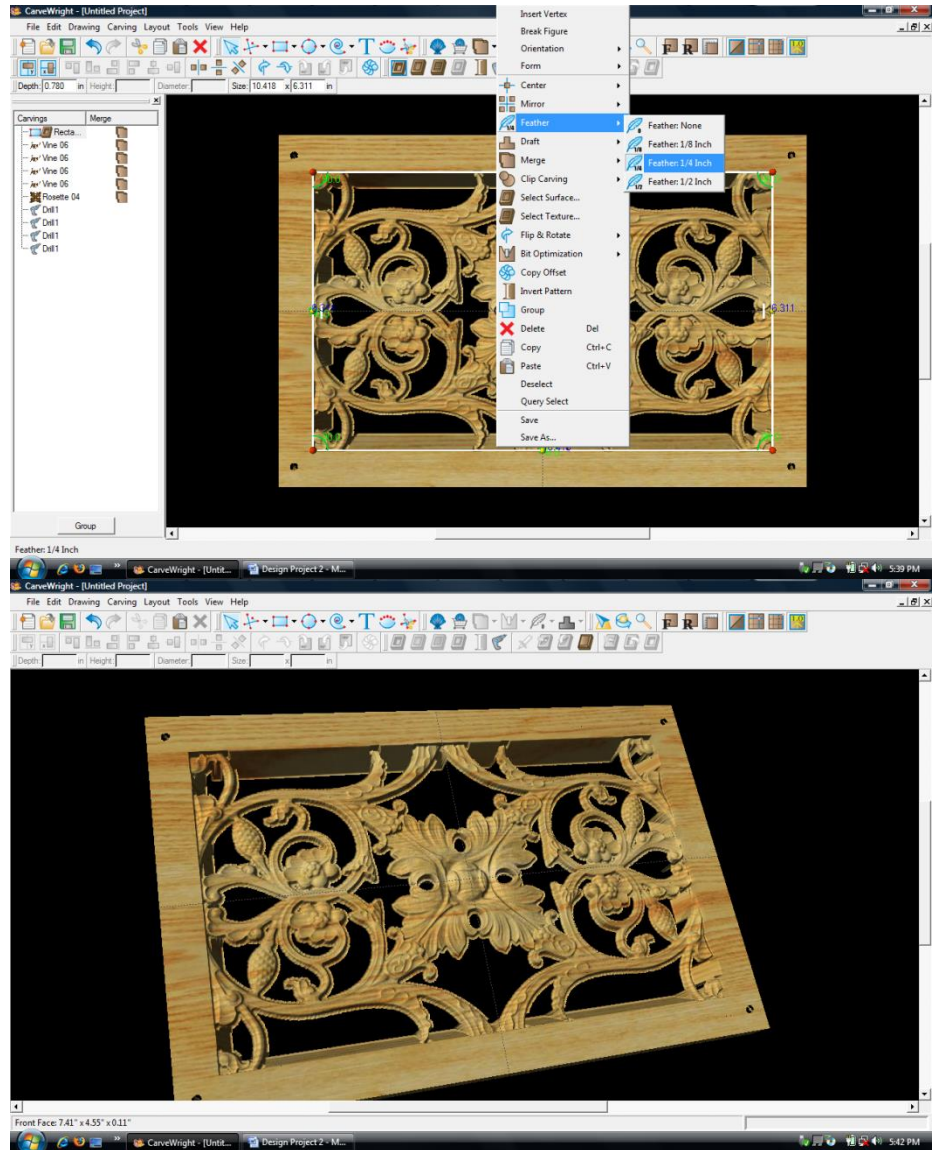 CarveWright - [Untitled Project]
File Edit Drawing Carving Layout Tools View Help
Depth: 0.780 in Height: Diameter: Size: 10.418 x 6.311 in
Carvings Merge
Recta...
Vine 06
Vine 06
Vine 06
Vine 06
Rosette 04
Drill1
Drill1
Drill1
Drill1
Group
Insert Vertex
Break Figure
Orientation
Form
Center
Mirror
Feather
Draft
Merge
Clip Carving
Select Surface...
Select Texture...
Flip & Rotate
Bit Optimization
Copy Offset
Invert Pattern
Group
Delete Del
Copy Ctrl+C
Paste Ctrl+V
Deselect
Query Select
Save
Save As...
Feather: None
Feather: 1/8 Inch
Feather: 1/4 Inch
Feather: 1/2 Inch
6.311
Feather: 1/4 Inch
CarveWright - [Untit... Design Project 2 - M... 5:39 PM
CarveWright - [Untitled Project]
File Edit Drawing Carving Layout Tools View Help
Depth: in Height: Diameter: Size: x in
Front Face: 7.41" x 4.55" x 0.11"
CarveWright - [Untit... Design Project 2 - M... 5:42 PM